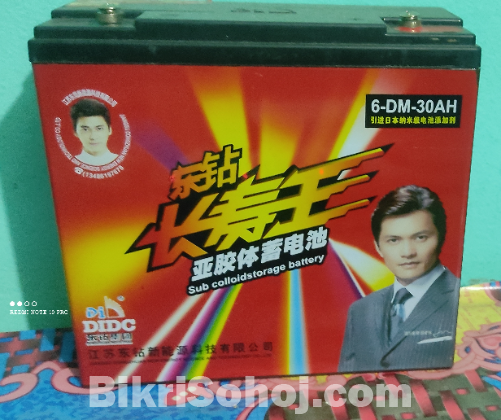 6-DM-30AH
引进日本纳米级电池添加剂
东钻
长寿王
亚胶体蓄电池
Sub colloidstorage battery
DIDC
江苏东钻新能源科技有限公司
REDMI NOTE 10 PRO
BikriSohoj.com